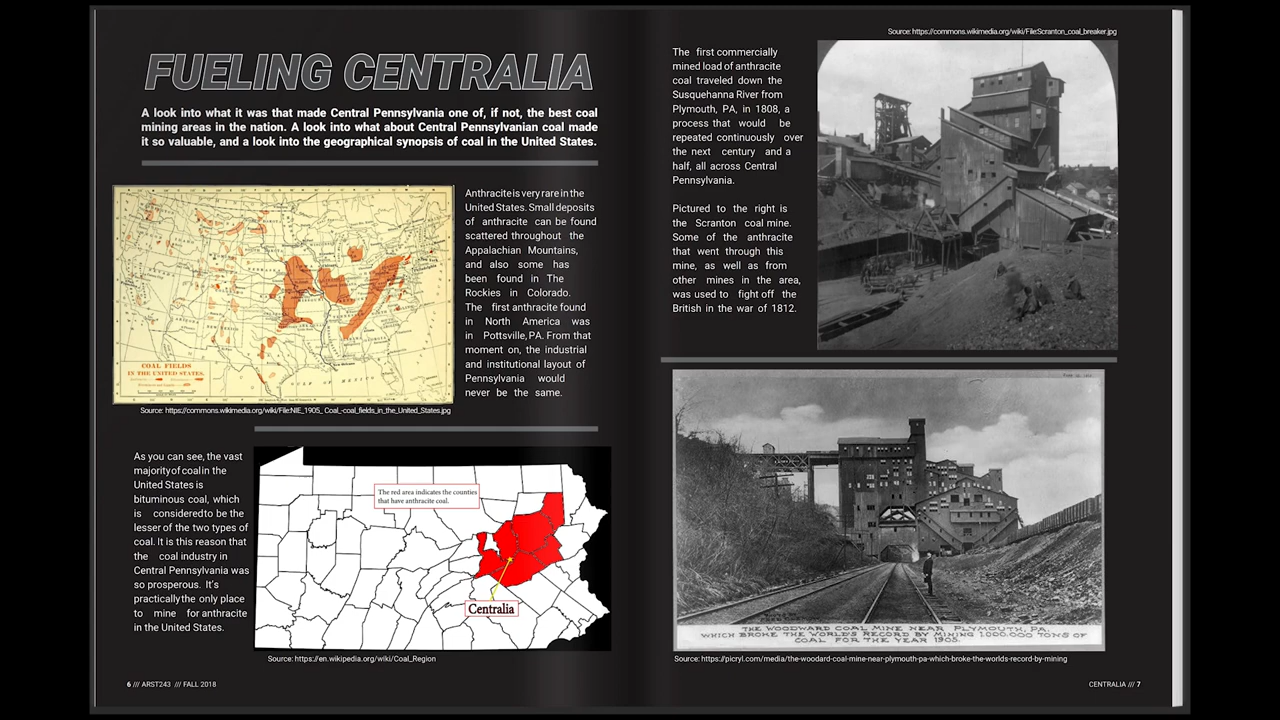 FUELING CENTRALIA
A look into what it was that made Central Pennsylvania one of, if not, the best coal
mining areas in the nation. A look into what about Central Pennsylvanian coal made
it so valuable, and a look into the geographical synopsis of coal in the United States.
COAL FIELDS
IN THE UNITED STATES.
Source: https://commons.wikimedia.org/wiki/File:NIE_1905_ Coal_-coal_fields_in_the_United_States.jpg
Anthracite is very rare in the
United States. Small deposits
of anthracite can be found
scattered throughout the
Appalachian Mountains,
and also some has
been found in The
Rockies in Colorado.
The first anthracite found
in North America was
in Pottsville, PA. From that
moment on, the industrial
and institutional layout of
Pennsylvania would
never be the same.
As you can see, the vast
majority of coal in the
United States is
bituminous coal, which
is considered to be the
lesser of the two types of
coal. It is this reason that
the coal industry in
Central Pennsylvania was
so prosperous. It's
practically the only place
to mine for anthracite
in the United States.
The red area indicates the counties
that have anthracite coal.
Centralia
Source: https://en.wikipedia.org/wiki/Coal_Region
6 /// ARST243 /// FALL 2018
The first commercially
mined load of anthracite
coal traveled down the
Susquehanna River from
Plymouth, PA, in 1808, a
process that would be
repeated continuously over
the next century and a
half, all across Central
Pennsylvania.
Pictured to the right is
the Scranton coal mine.
Some of the anthracite
that went through this
mine, as well as from
other mines in the area,
was used to fight off the
British in the war of 1812.
Source: https://commons.wikimedia.org/wiki/File:Scranton_coal_breaker.jpg
THE WOODWARD COAL MINE NEAR PLYMOUTH, PA.
WHICH BROKE THE WORLD'S RECORD BY MINING 1,000,000 TONS OF
COAL FOR THE YEAR 1905.
Source: https://picryl.com/media/the-woodard-coal-mine-near-plymouth-pa-which-broke-the-worlds-record-by-mining
CENTRALIA /// 7